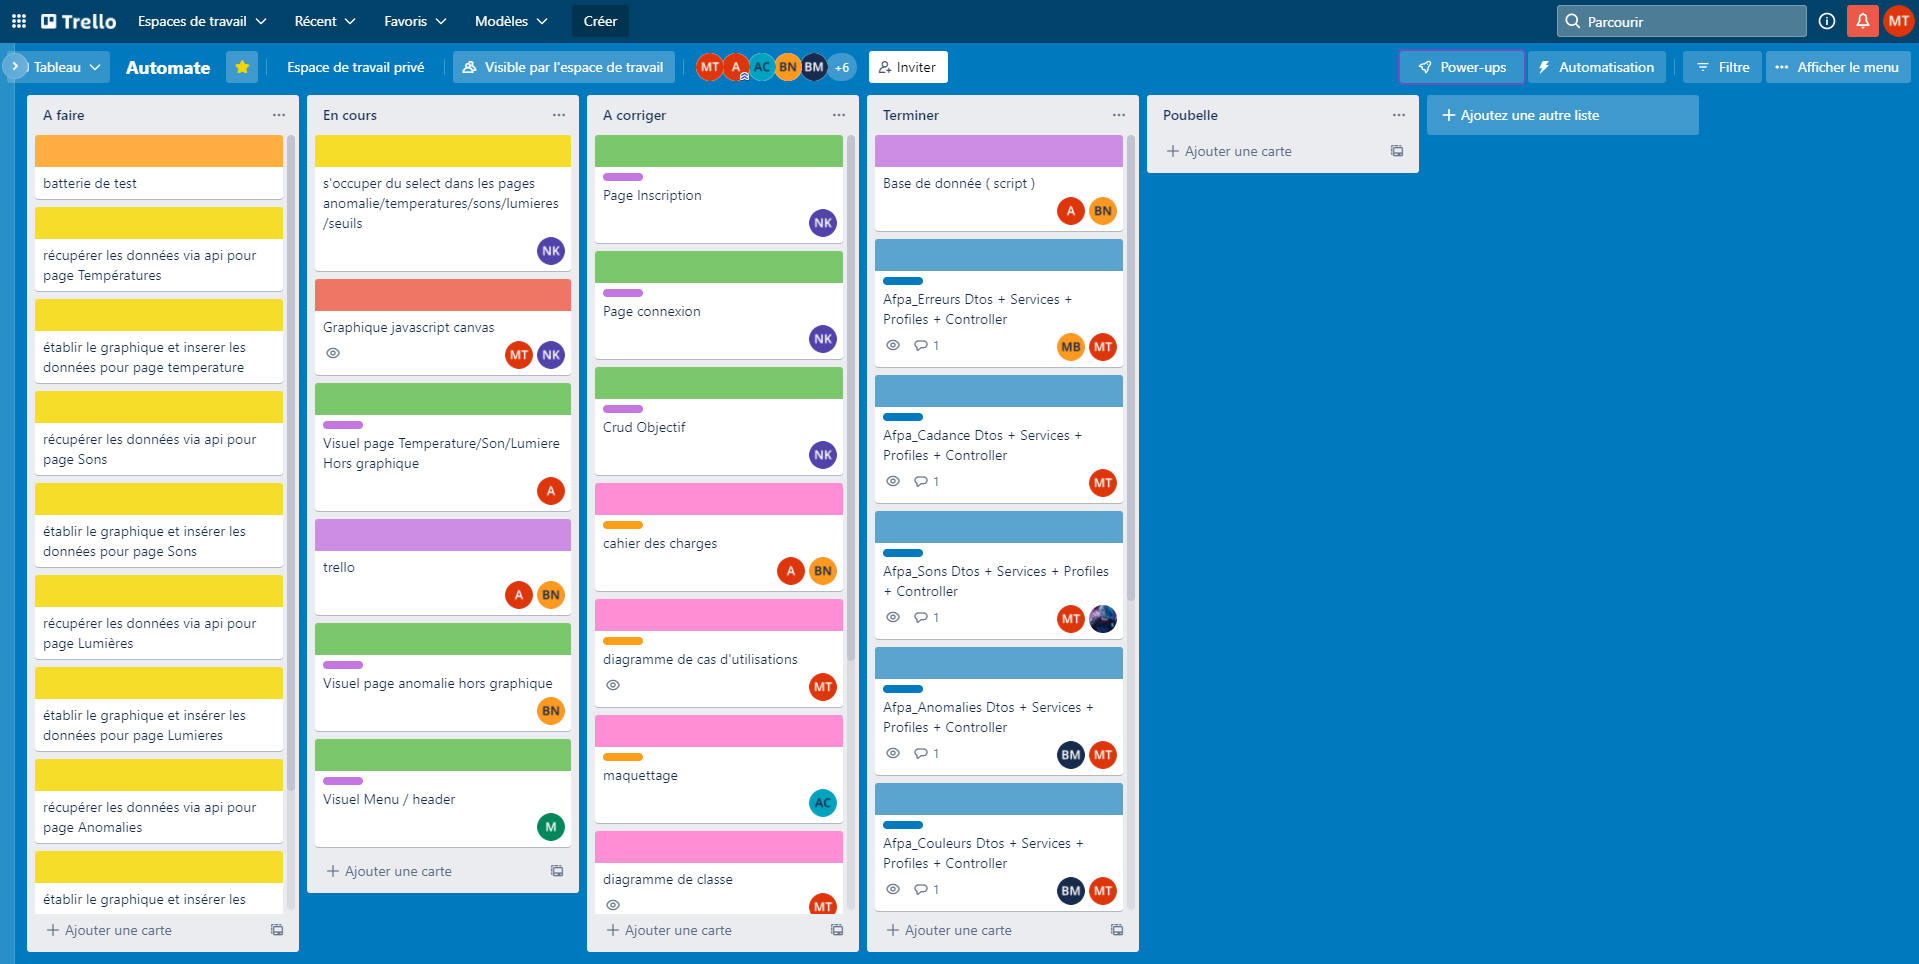 Trello
Espaces de travail
Récent
Favoris
Modèles
Créer
Parcourir
MT
Tableau
Automate
Espace de travail privé
Visible par l'espace de travail
MT
A
AC
BN
BM
+6
Inviter
Power-ups
Automatisation
Filtre
Afficher le menu
A faire
batterie de test
récupérer les données via api pour
page Températures
établir le graphique et inserer les
données pour page temperature
récupérer les données via api pour
page Sons
établir le graphique et insérer les
données pour page Sons
récupérer les données via api pour
page Lumières
établir le graphique et insérer les
données pour page Lumieres
récupérer les données via api pour
page Anomalies
établir le graphique et insérer les
Ajouter une carte
En cours
s'occuper du select dans les pages
anomalie/temperatures/sons/lumieres
/seuils
NK
Graphique javascript canvas
MT
NK
Visuel page Temperature/Son/Lumiere
Hors graphique
A
trello
A
BN
Visuel page anomalie hors graphique
BN
Visuel Menu / header
M
Ajouter une carte
A corriger
Page Inscription
NK
Page connexion
NK
Crud Objectif
NK
cahier des charges
A
BN
diagramme de cas d'utilisations
MT
maquettage
AC
diagramme de classe
MT
Ajouter une carte
Terminer
Base de donnée ( script )
A
BN
Afpa_Erreurs Dtos + Services +
Profiles + Controller
1
MB
MT
Afpa_Cadance Dtos + Services +
Profiles + Controller
1
MT
Afpa_Sons Dtos + Services + Profiles
+ Controller
1
MT
Afpa_Anomalies Dtos + Services +
Profiles + Controller
1
BM
MT
Afpa_Couleurs Dtos + Services +
Profiles + Controller
1
BM
MT
Ajouter une carte
Poubelle
Ajouter une carte
Ajoutez une autre liste